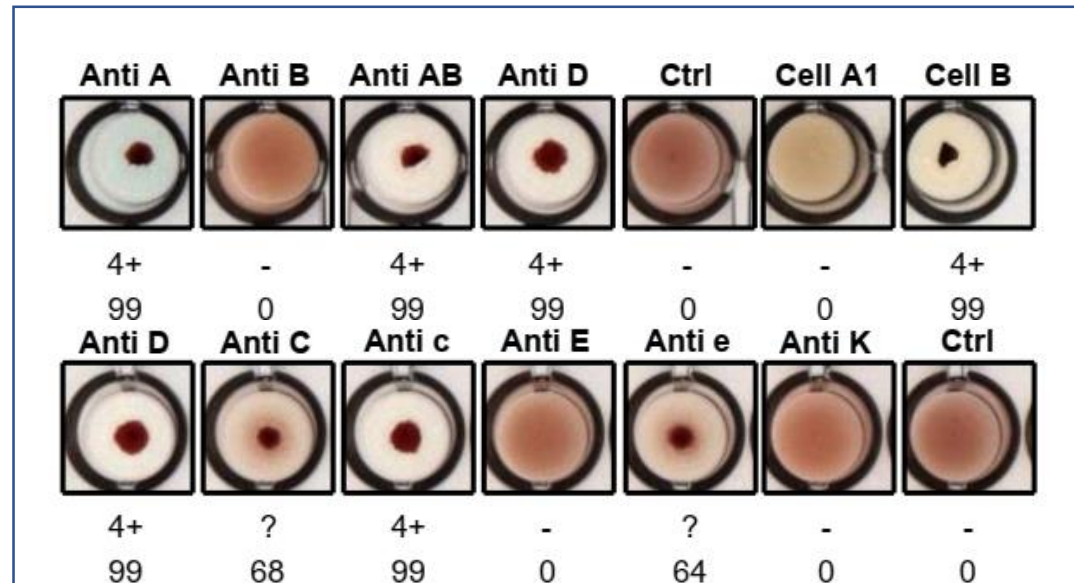 Anti A Anti B Anti AB Anti D Ctrl Cell A1 Cell B
4+ - 4+ 4+ - - 4+
99 0 99 99 0 0 99
Anti D Anti C Anti c Anti E Anti e Anti K Ctrl
4+ ? 4+ - ? - -
99 68 99 0 64 0 0